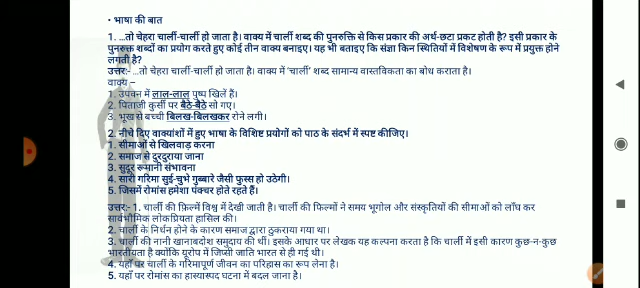 • भाषा की बात
1. ...तो चेहरा चार्ली-चार्ली हो जाता है। वाक्य में चार्ली शब्द की पुनरुक्ति से किस प्रकार की अर्थ-छटा प्रकट होती है? इसी प्रकार के
पुनरुक्त शब्दों का प्रयोग करते हुए कोई तीन वाक्य बनाइए। यह भी बताइए कि संज्ञा किन स्थितियों में विशेषण के रूप में प्रयुक्त होने
लगती है?
उत्तर:- ...तो चेहरा चार्ली-चार्ली हो जाता है। वाक्य में 'चार्ली' शब्द सामान्य वास्तविकता का बोध कराता है।
वाक्य –
1. उपवन में लाल-लाल पुष्प खिलें हैं।
2. पिताजी कुर्सी पर बैठे-बैठे सो गए।
3. भूख से बच्ची बिलख-बिलखकर रोने लगी।
2. नीचे दिए वाक्यांशों में हुए भाषा के विशिष्ट प्रयोगों को पाठ के संदर्भ में स्पष्ट कीजिए।
1. सीमाओं से खिलवाड़ करना
2. समाज से दुरदुराया जाना
3. सुदूर रूमानी संभावना
4. सारी गरिमा सुई-चुभे गुब्बारे जैसी फुस्स हो उठेगी।
5. जिसमें रोमांस हमेशा पंक्चर होते रहते हैं।
उत्तर:- 1. चार्ली की फ़िल्में विश्व में देखी जाती है। चार्ली की फिल्मों ने समय भूगोल और संस्कृतियों की सीमाओं को लाँघ कर
सार्वभौमिक लोकप्रियता हासिल की।
2. चार्ली के निर्धन होने के कारण समाज द्वारा ठुकराया गया था।
3. चार्ली की नानी खानाबदोश समुदाय की थीं। इसके आधार पर लेखक यह कल्पना करता है कि चार्ली में इसी कारण कुछ-न-कुछ
भारतीयता है क्योंकि यूरोप में जिप्सी जाति भारत से ही गई थी।
4. यहाँ पर चार्ली के गरिमापूर्ण जीवन का परिहास का रूप लेना है।
5. यहाँ पर रोमांस का हास्यास्पद घटना में बदल जाना है।